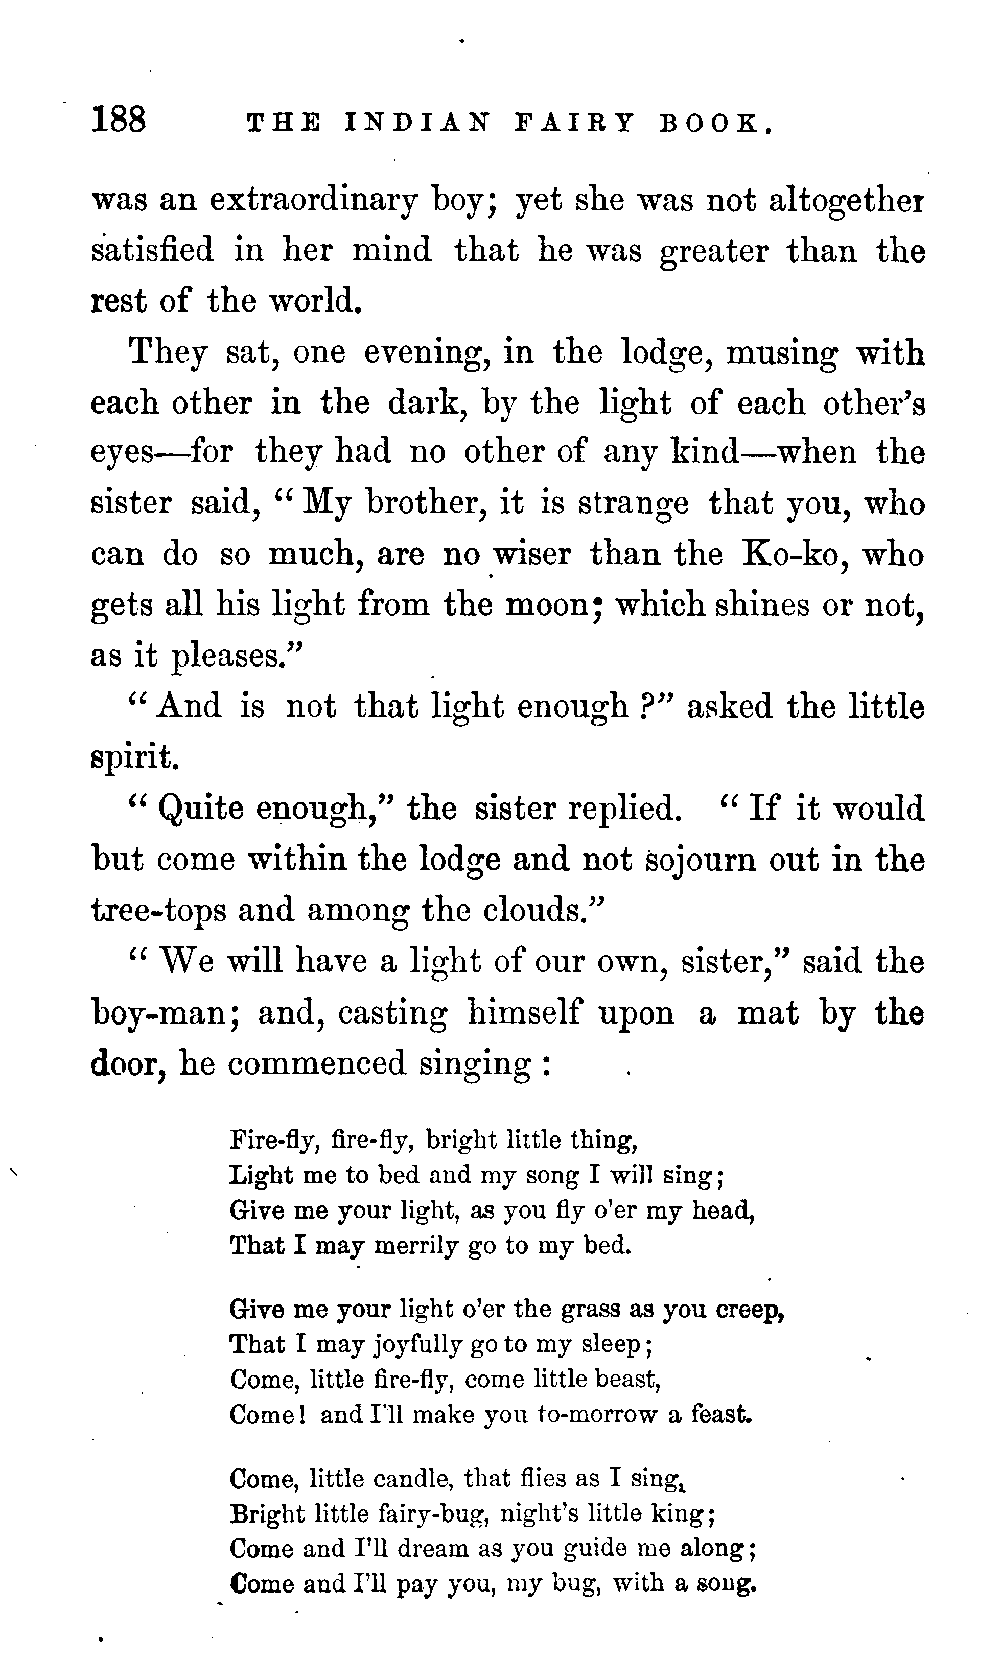 188 THE INDIAN FAIRY BOOK.
was an extraordinary boy; yet she was not altogether
satisfied in her mind that he was greater than the
rest of the world.
They sat, one evening, in the lodge, musing with
each other in the dark, by the light of each other's
eyes—for they had no other of any kind—when the
sister said, “My brother, it is strange that you, who
can do so much, are no wiser than the Ko-ko, who
gets all his light from the moon; which shines or not,
as it pleases.”
“And is not that light enough?” asked the little
spirit.
“Quite enough,” the sister replied. “If it would
but come within the lodge and not sojourn out in the
tree-tops and among the clouds.”
“We will have a light of our own, sister,” said the
boy-man; and, casting himself upon a mat by the
door, he commenced singing:
Fire-fly, fire-fly, bright little thing,
Light me to bed and my song I will sing;
Give me your light, as you fly o'er my head,
That I may merrily go to my bed.
Give me your light o'er the grass as you creep,
That I may joyfully go to my sleep;
Come, little fire-fly, come little beast,
Come! and I'll make you to-morrow a feast.
Come, little candle, that flies as I sing,
Bright little fairy-bug, night's little king;
Come and I'll dream as you guide me along;
Come and I'll pay you, my bug, with a song.